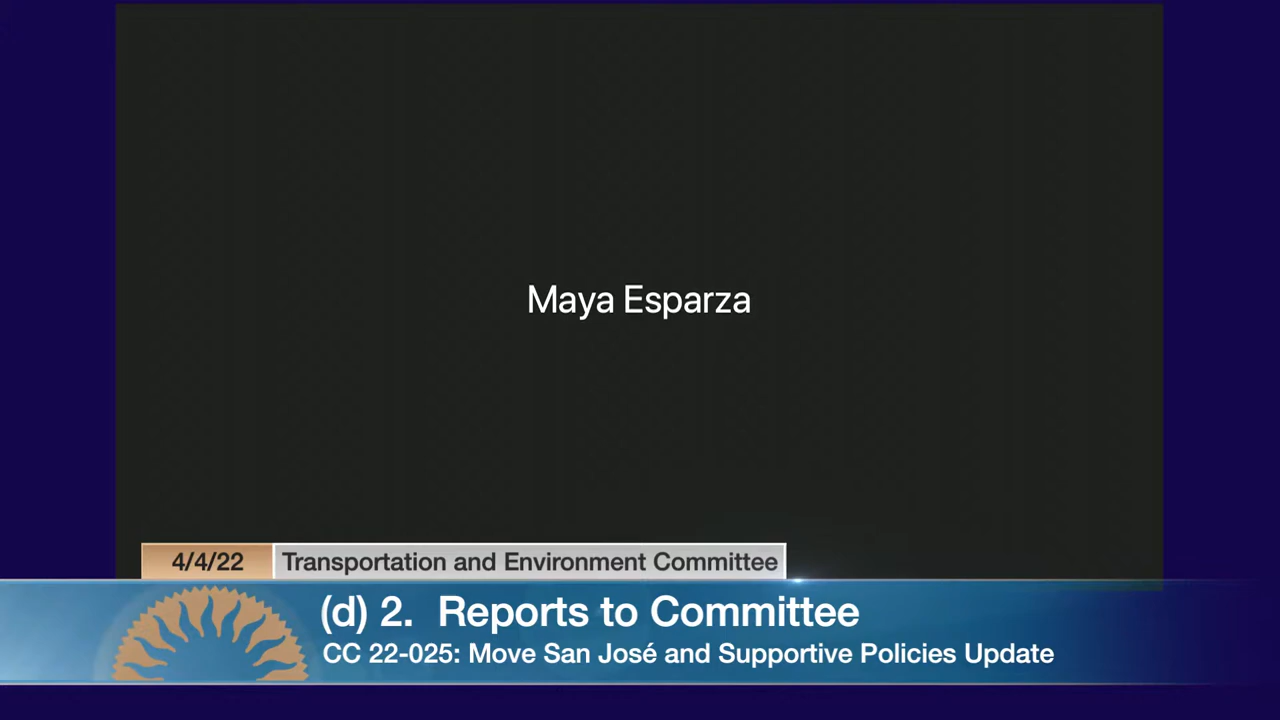 Maya Esparza
4/4/22 Transportation and Environment Committee
(d) 2. Reports to Committee
CC 22-025: Move San José and Supportive Policies Update